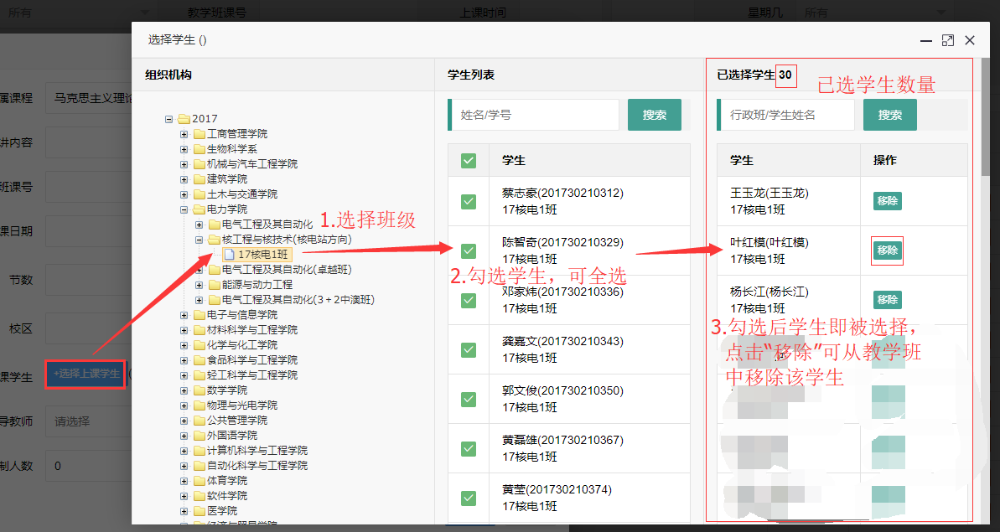 所有
教学班课号
上课时间
星期几
所有
选择学生 ()
组织机构
学生列表
已选择学生 30
已选学生数量
属课程
马克思主义理论
讲内容
班课号
课日期
节数
校区
课学生
+选择上课学生
(
导教师
请选择
制人数
0
2017
工商管理学院
生物科学系
机械与汽车工程学院
建筑学院
土木与交通学院
电力学院
电气工程及其自动化
核工程与核技术(核电站方向)
17核电1班
电气工程及其自动化(卓越班)
能源与动力工程
电气工程及其自动化(3+2中澳班)
电子与信息学院
材料科学与工程学院
化学与化工学院
食品科学与工程学院
轻工科学与工程学院
数学学院
物理与光电学院
公共管理学院
外国语学院
计算机科学与工程学院
自动化科学与工程学院
体育学院
软件学院
医学院
经济与贸易学院
1.选择班级
姓名/学号
搜索
学生
蔡志豪(201730210312)
17核电1班
陈智奇(201730210329)
17核电1班
2.勾选学生，可全选
邓家炜(201730210336)
17核电1班
龚嘉文(201730210343)
17核电1班
郭文俊(201730210350)
17核电1班
黄磊雄(201730210367)
17核电1班
黄莹(201730210374)
17核电1班
行政班/学生姓名
搜索
学生
操作
王玉龙(王玉龙)
17核电1班
移除
叶红模(叶红模)
17核电1班
移除
杨长江(杨长江)
17核电1班
移除
3.勾选后学生即被选择，
点击“移除”可从教学班
中移除该学生